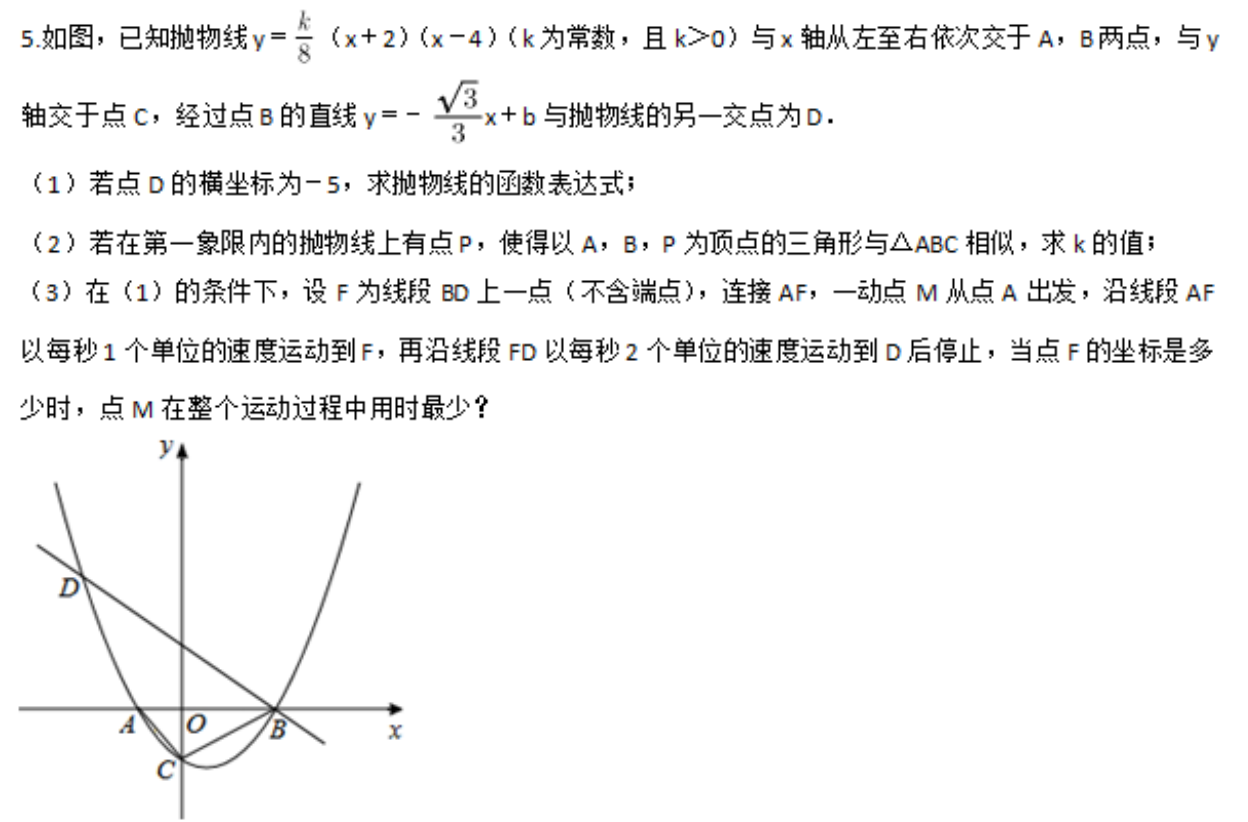 5.如图，已知抛物线y=k/8（x+2）（x-4）（k为常数，且k＞0）与x轴从左至右依次交于A，B两点，与y
轴交于点C，经过点B的直线y=-√3/3x+b与抛物线的另一交点为D．
（1）若点D的横坐标为-5，求抛物线的函数表达式；
（2）若在第一象限内的抛物线上有点P，使得以A，B，P为顶点的三角形与△ABC相似，求k的值；
（3）在（1）的条件下，设F为线段BD上一点（不含端点），连接AF，一动点M从点A出发，沿线段AF
以每秒1个单位的速度运动到F，再沿线段FD以每秒2个单位的速度运动到D后停止，当点F的坐标是多
少时，点M在整个运动过程中用时最少？
y
D
A O B x
C